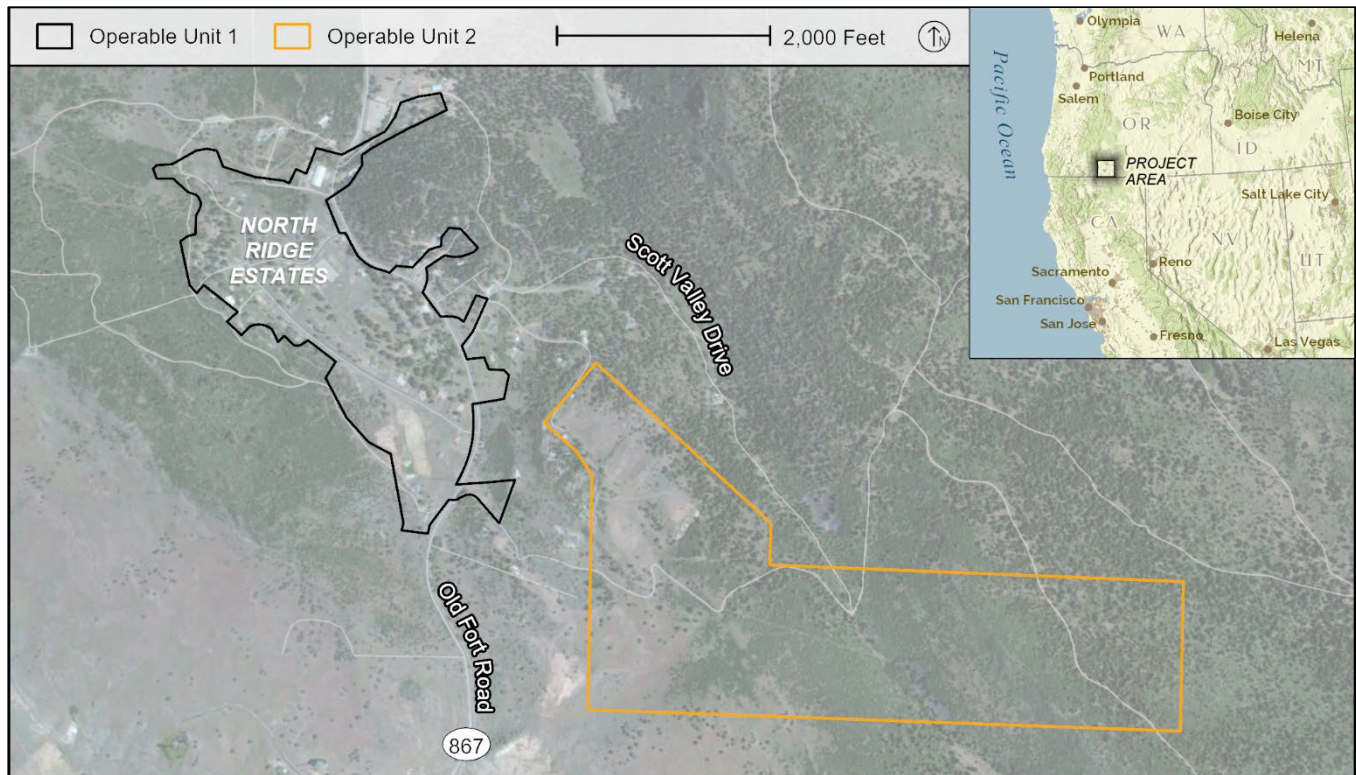 Operable Unit 1
Operable Unit 2
2,000 Feet
N
Olympia
WA
Helena
MT
Portland
Salem
Pacific Ocean
OR
Boise City
ID
PROJECT
AREA
Salt Lake City
CA
NV
UT
Reno
Sacramento
San Francisco
San Jose
Fresno
Las Vegas
NORTH
RIDGE
ESTATES
Scott Valley Drive
Old Fort Road
867